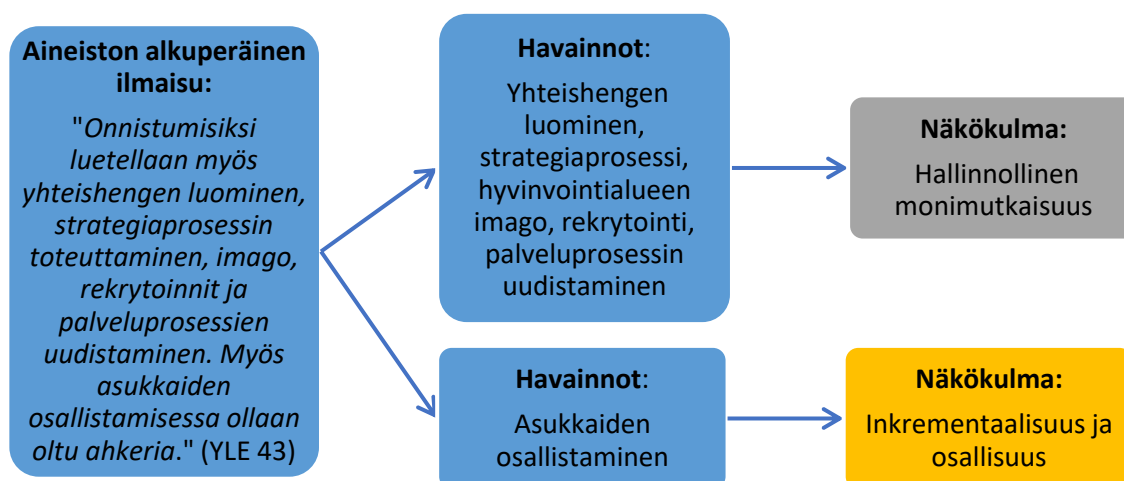 Aineiston alkuperäinen
ilmaisu:
"Onnistumisiksi
luetellaan myös
yhteishengen luominen,
strategiaprosessin
toteuttaminen, imago,
rekrytoinnit ja
palveluprosessien
uudistaminen. Myös
asukkaiden
osallistamisessa ollaan
oltu ahkeria." (YLE 43)
Havainnot:
Yhteishengen
luominen,
strategiaprosessi,
hyvinvointialueen
imago, rekrytointi,
palveluprosessin
uudistaminen
Näkökulma:
Hallinnollinen
monimutkaisuus
Havainnot:
Asukkaiden
osallistaminen
Näkökulma:
Inkrementaalisuus ja
osallisuus